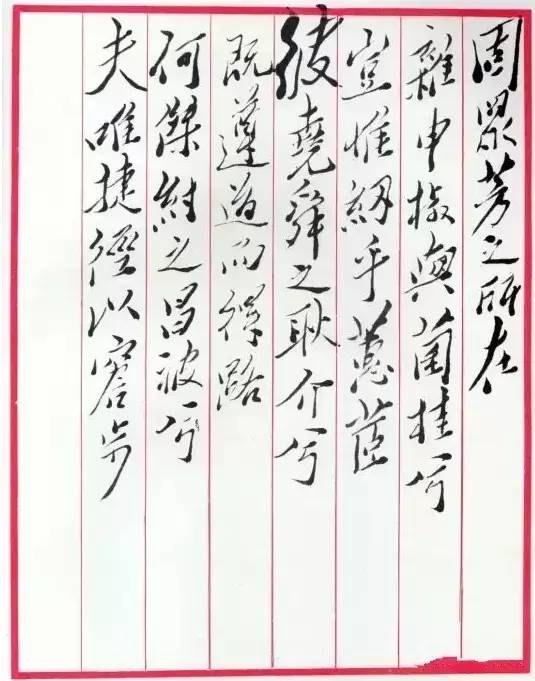 固眾芳之所在
雜申椒與菌桂兮
豈惟紉乎蕙茝
彼堯舜之耿介兮
既遵道而得路
何桀紂之昌被兮
夫唯捷徑以窘步